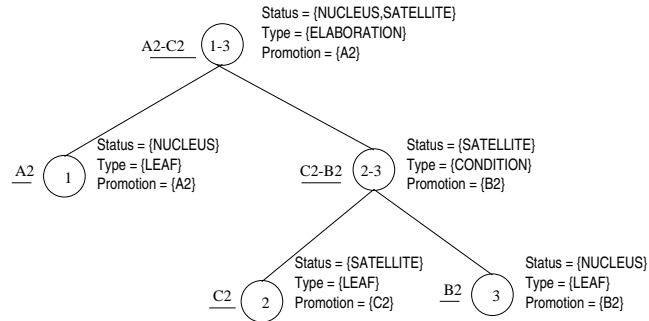 Status = {NUCLEUS,SATELLITE}
Type = {ELABORATION}
Promotion = {A2}
A2-C2
1-3
Status = {NUCLEUS}
Type = {LEAF}
Promotion = {A2}
A2
1
Status = {SATELLITE}
Type = {CONDITION}
Promotion = {B2}
C2-B2
2-3
Status = {SATELLITE}
Type = {LEAF}
Promotion = {C2}
C2
2
Status = {NUCLEUS}
Type = {LEAF}
Promotion = {B2}
B2
3